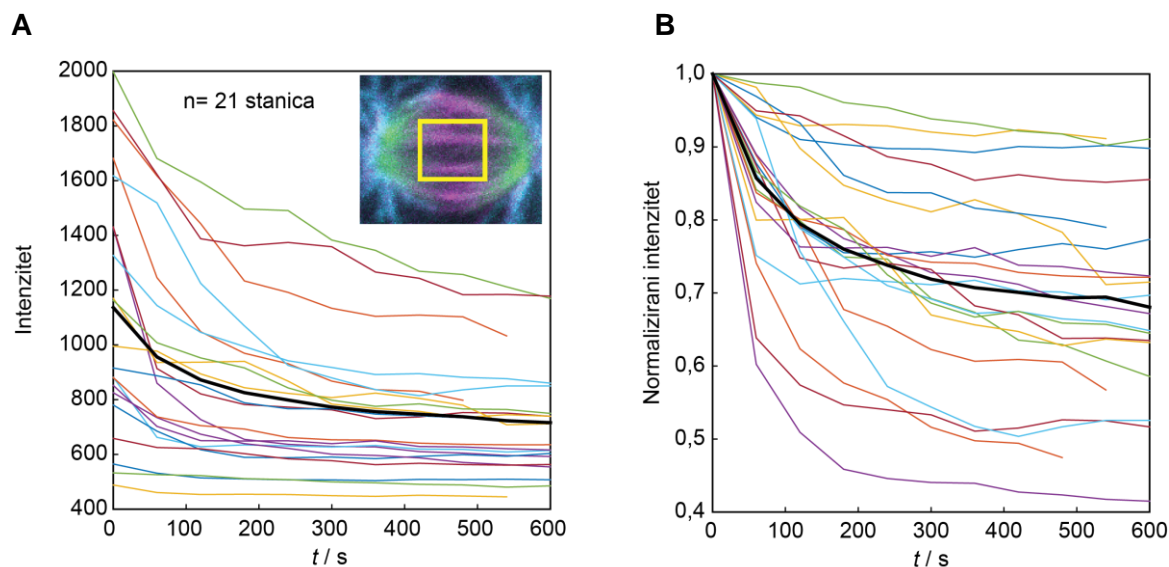 A
2000
1800
1600
1400
1200
1000
800
600
400
Intenzitet
n= 21 stanica
0 100 200 300 400 500 600
t / s
B
1,0
0,9
0,8
0,7
0,6
0,5
0,4
Normalizirani intenzitet
0 100 200 300 400 500 600
t / s